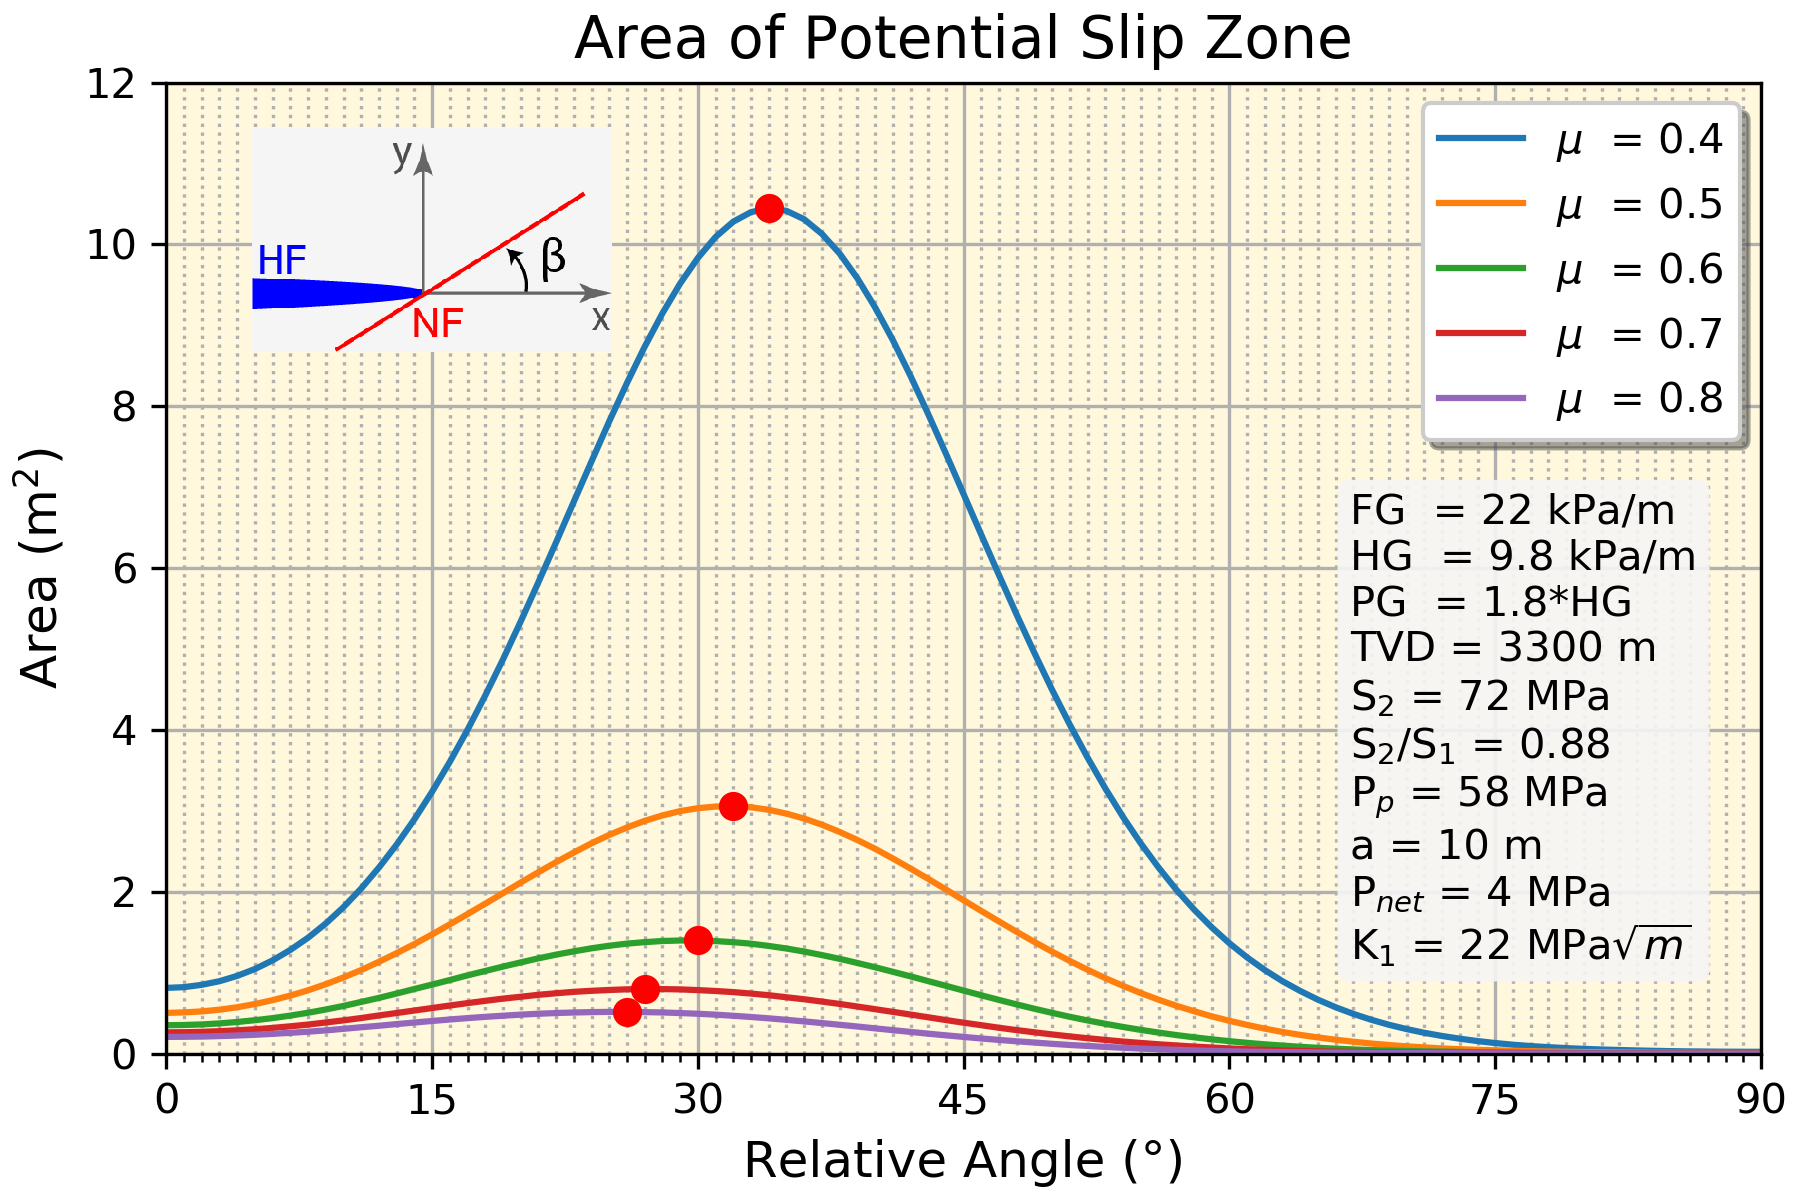 Area of Potential Slip Zone
12
10
8
6
4
2
0
Area (m²)
y
HF
β
NF
x
μ = 0.4
μ = 0.5
μ = 0.6
μ = 0.7
μ = 0.8
FG = 22 kPa/m
HG = 9.8 kPa/m
PG = 1.8*HG
TVD = 3300 m
S₂ = 72 MPa
S₂/S₁ = 0.88
Pₚ = 58 MPa
a = 10 m
Pₙₑₜ = 4 MPa
K₁ = 22 MPa√m
0 15 30 45 60 75 90
Relative Angle (°)